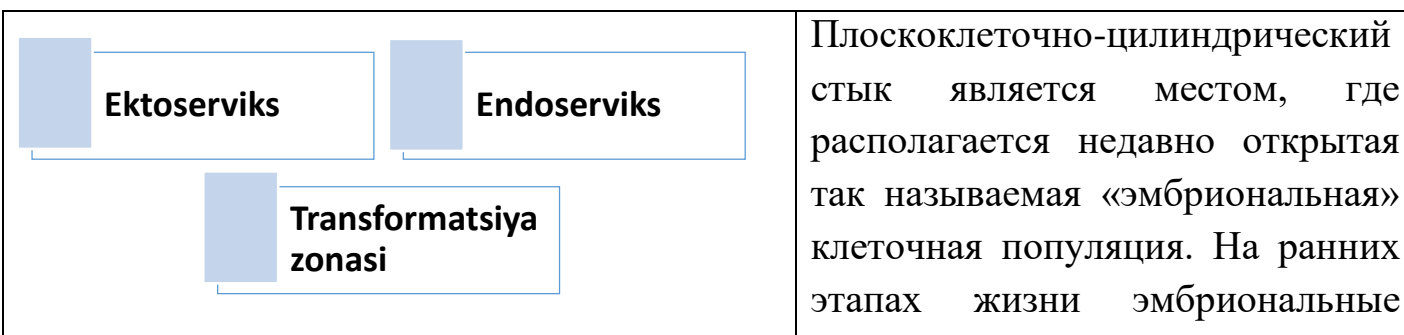 Ektoserviks
Endoserviks
Transformatsiya
zonasi
Плоскоклеточно-цилиндрический
стык является местом, где
располагается недавно открытая
так называемая «эмбриональная»
клеточная популяция. На ранних
этапах жизни эмбриональные